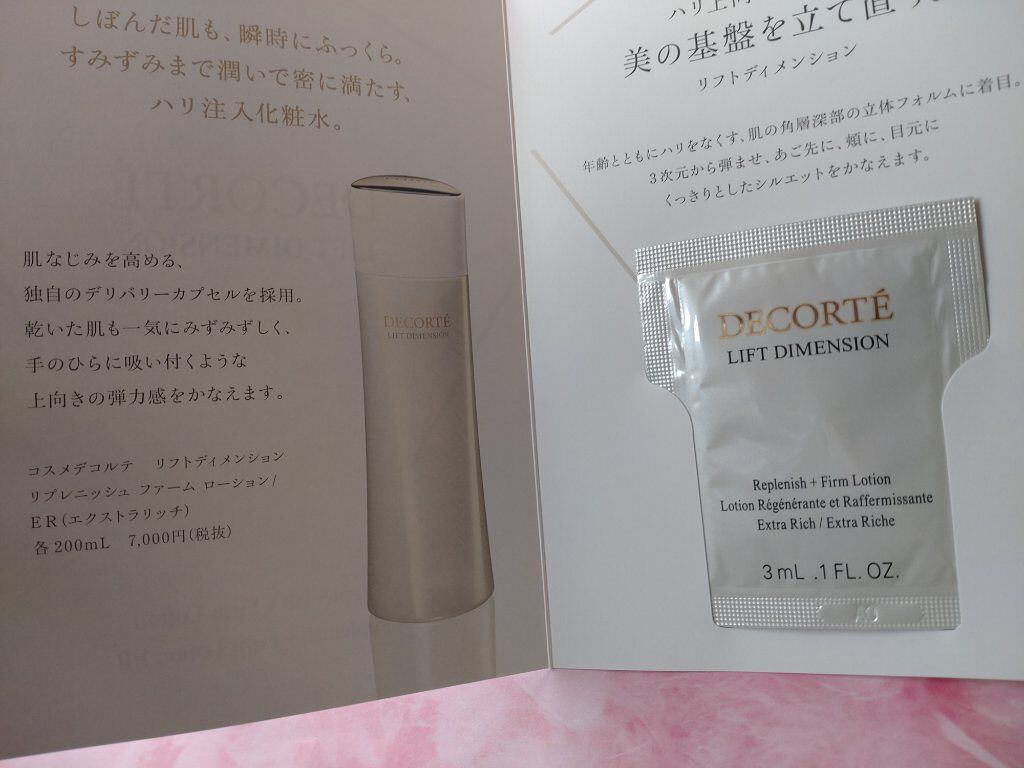 しぼんだ肌も、瞬時にふっくら。
すみずみまで潤いで密に満たす、
ハリ注入化粧水。
肌なじみを高める、
独自のデリバリーカプセルを採用。
乾いた肌も一気にみずみずしく、
手のひらに吸い付くような
上向きの弾力感をかなえます。
コスメデコルテ リフトディメンション
リプレニッシュ ファーム ローション/
ER(エクストラリッチ)
各200mL 7,000円(税抜)
DECORTÉ
LIFT DIMENSION
ハリ上向
美の基盤を立て直
リフトディメンション
年齢とともにハリをなくす、肌の角層深部の立体フォルムに着目。
3次元から弾ませ、あご先に、頬に、目元に
くっきりとしたシルエットをかなえます。
DECORTÉ
LIFT DIMENSION
Replenish + Firm Lotion
Lotion Régénérante et Raffermissante
Extra Rich / Extra Riche
3 mL .1 FL. OZ.